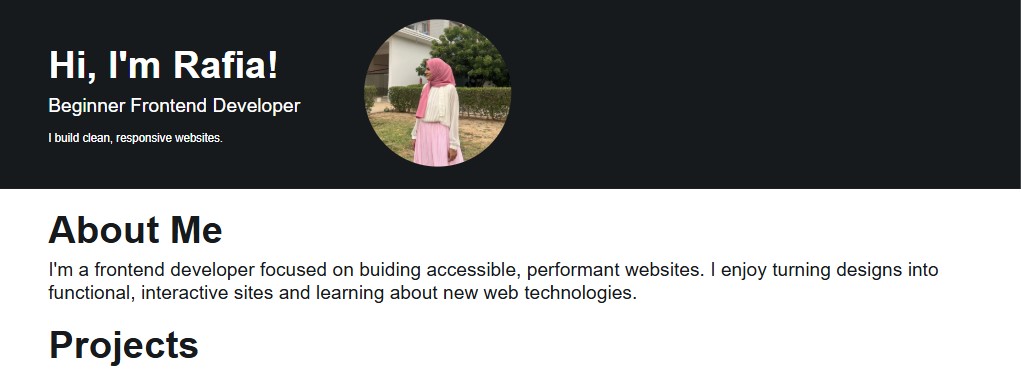 Hi, I'm Rafia!
Beginner Frontend Developer
I build clean, responsive websites.
About Me
I'm a frontend developer focused on buiding accessible, performant websites. I enjoy turning designs into
functional, interactive sites and learning about new web technologies.
Projects